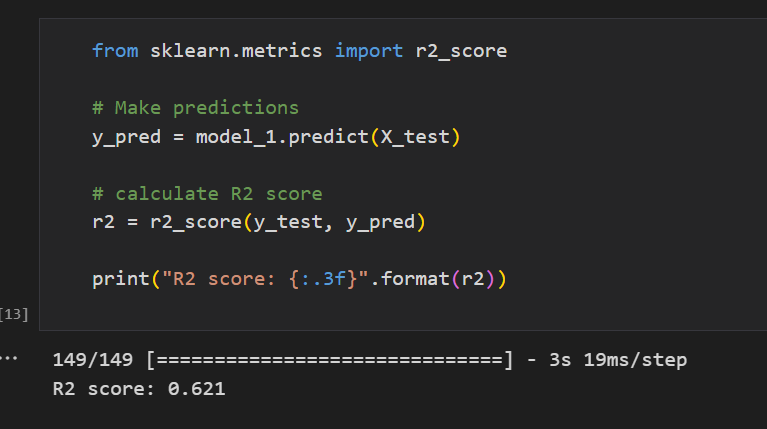 from sklearn.metrics import r2_score
# Make predictions
y_pred = model_1.predict(X_test)
# calculate R2 score
r2 = r2_score(y_test, y_pred)
print("R2 score: {:.3f}".format(r2))
[13]
... 149/149 [==============================] - 3s 19ms/step
R2 score: 0.621